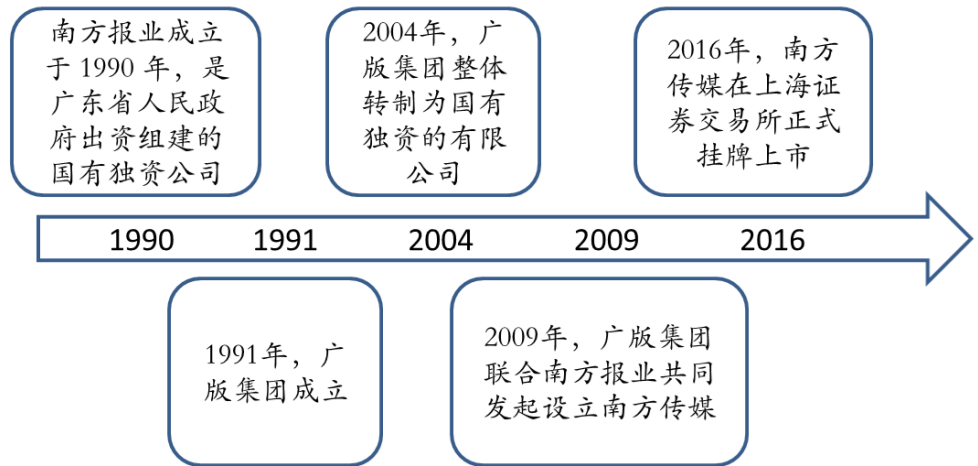 南方报业成立
于 1990 年，是
广东省人民政
府出资组建的
国有独资公司
2004年，广
版集团整体
转制为国有
独资的有限
公司
2016年，南方
传媒在上海证
券交易所正式
挂牌上市
1990 1991 2004 2009 2016
1991年，广
版集团成立
2009年，广版集团
联合南方报业共同
发起设立南方传媒